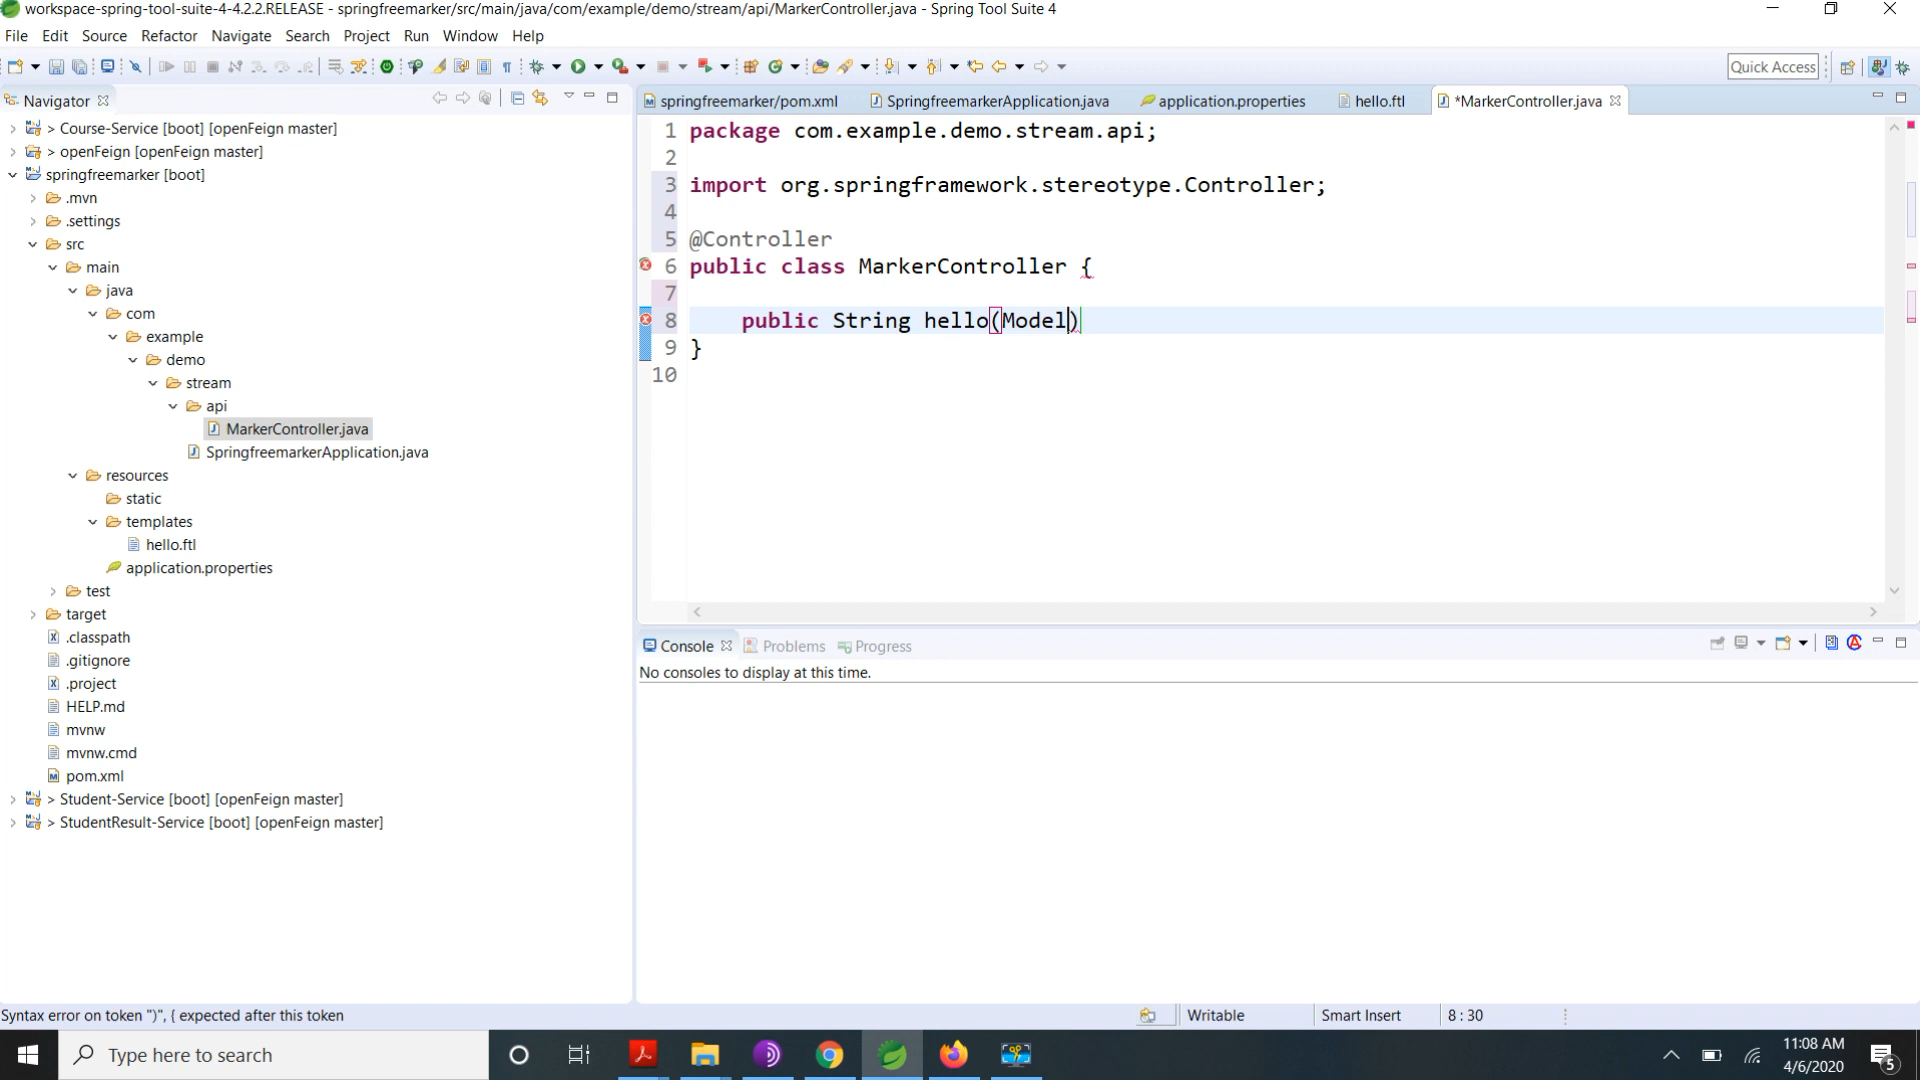 workspace-spring-tool-suite-4-4.2.2.RELEASE - springfreemarker/src/main/java/com/example/demo/stream/api/MarkerController.java - Spring Tool Suite 4
File Edit Source Refactor Navigate Search Project Run Window Help
Quick Access
Navigator
> Course-Service [boot] [openFeign master]
> openFeign [openFeign master]
springfreemarker [boot]
.mvn
.settings
src
main
java
com
example
demo
stream
api
MarkerController.java
SpringfreemarkerApplication.java
resources
static
templates
hello.ftl
application.properties
test
target
.classpath
.gitignore
.project
HELP.md
mvnw
mvnw.cmd
pom.xml
> Student-Service [boot] [openFeign master]
> StudentResult-Service [boot] [openFeign master]
springfreemarker/pom.xml SpringfreemarkerApplication.java application.properties hello.ftl *MarkerController.java
1 package com.example.demo.stream.api;
2
3 import org.springframework.stereotype.Controller;
4
5 @Controller
6 public class MarkerController {
7
8 public String hello(Model)
9 }
10
Console Problems Progress
No consoles to display at this time.
Syntax error on token ")", { expected after this token
Writable Smart Insert 8 : 30
Type here to search
11:08 AM
4/6/2020
5